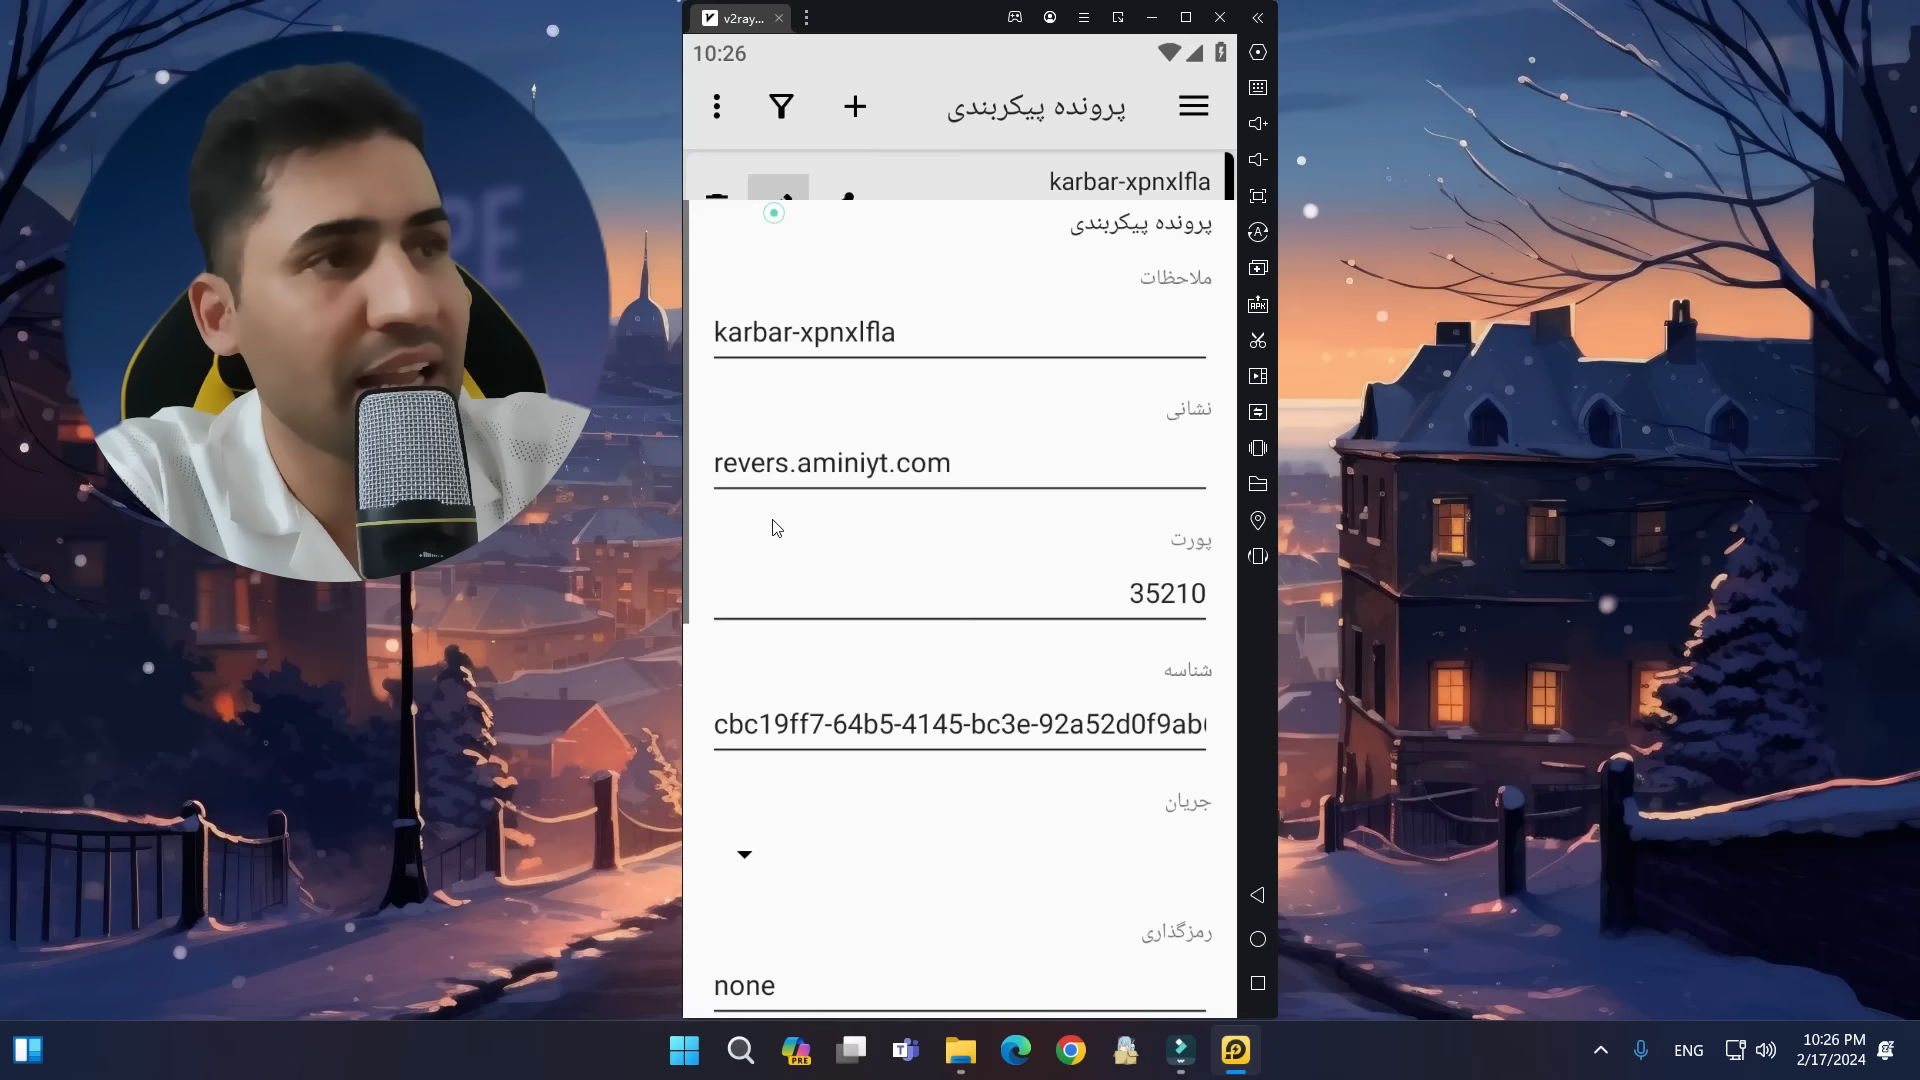 v2ray...
10:26
پرونده پیکربندی
karbar-xpnxlfla
پرونده پیکربندی
ملاحظات
karbar-xpnxlfla
نشانی
revers.aminiyt.com
پورت
35210
شناسه
cbc19ff7-64b5-4145-bc3e-92a52d0f9ab
جریان
رمزگذاری
none
PRE
ENG
10:26 PM
2/17/2024